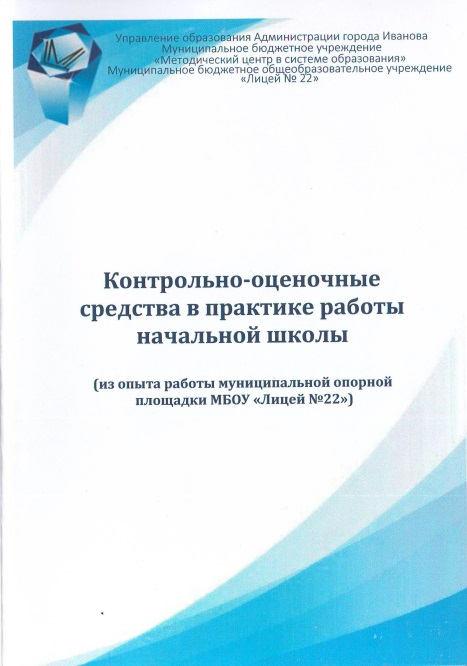 Управление образования Администрации города Иванова
Муниципальное бюджетное учреждение
«Методический центр в системе образования»
Муниципальное бюджетное общеобразовательное учреждение
«Лицей № 22»
Контрольно-оценочные
средства в практике работы
начальной школы
(из опыта работы муниципальной опорной
площадки МБОУ «Лицей №22»)